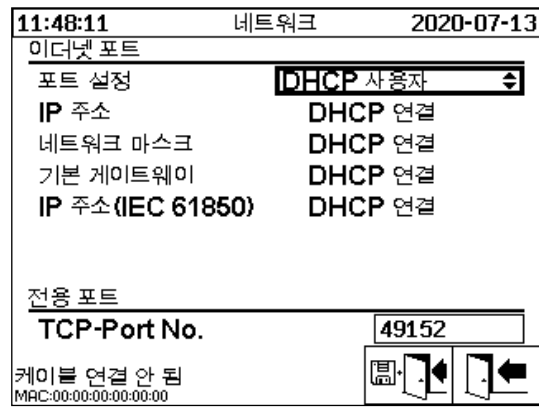 11:48:11 네트워크 2020-07-13
이더넷 포트
포트 설정 DHCP 사용자
IP 주소 DHCP 연결
네트워크 마스크 DHCP 연결
기본 게이트웨이 DHCP 연결
IP 주소(IEC 61850) DHCP 연결
전용 포트
TCP-Port No. 49152
케이블 연결 안 됨
MAC:00:00:00:00:00:00